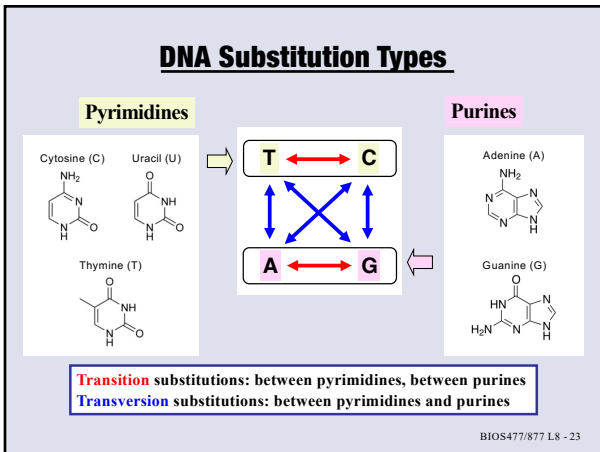 DNA Substitution Types
Pyrimidines
Purines
Cytosine (C) Uracil (U)
NH₂
N
N
H
O
O
NH
N
H
O
Thymine (T)
O
NH
N
H
O
T C
A G
Adenine (A)
NH₂
N
N
N
N
H
Guanine (G)
O
HN
H₂N
N
N
N
H
Transition substitutions: between pyrimidines, between purines
Transversion substitutions: between pyrimidines and purines
BIOS477/877 L8 - 23